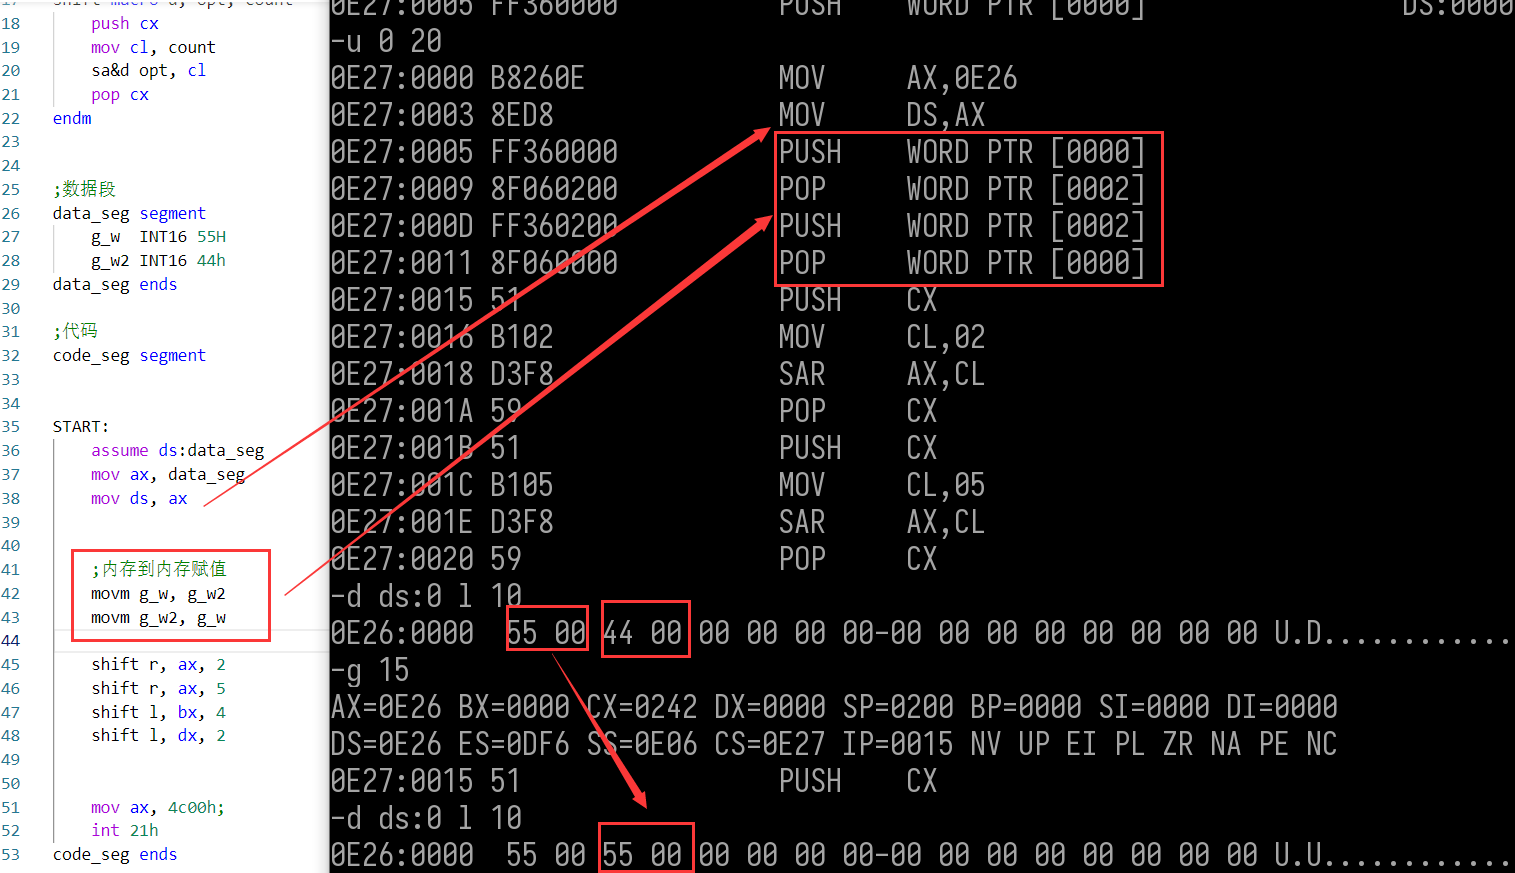 17 shift macro d, opt, count
18 push cx
19 mov cl, count
20 sa&d opt, cl
21 pop cx
22 endm
23
24
25 ;数据段
26 data_seg segment
27 g_w INT16 55H
28 g_w2 INT16 44h
29 data_seg ends
30
31 ;代码
32 code_seg segment
33
34
35 START:
36 assume ds:data_seg
37 mov ax, data_seg
38 mov ds, ax
39
40
41 ;内存到内存赋值
42 movm g_w, g_w2
43 movm g_w2, g_w
44
45 shift r, ax, 2
46 shift r, ax, 5
47 shift l, bx, 4
48 shift l, dx, 2
49
50
51 mov ax, 4c00h;
52 int 21h
53 code_seg ends
0E27:0005 FF360000 PUSH WORD PTR [0000] DS:0000
-u 0 20
0E27:0000 B8260E MOV AX,0E26
0E27:0003 8ED8 MOV DS,AX
0E27:0005 FF360000 PUSH WORD PTR [0000]
0E27:0009 8F060200 POP WORD PTR [0002]
0E27:000D FF360200 PUSH WORD PTR [0002]
0E27:0011 8F060000 POP WORD PTR [0000]
0E27:0015 51 PUSH CX
0E27:0016 B102 MOV CL,02
0E27:0018 D3F8 SAR AX,CL
0E27:001A 59 POP CX
0E27:001B 51 PUSH CX
0E27:001C B105 MOV CL,05
0E27:001E D3F8 SAR AX,CL
0E27:0020 59 POP CX
-d ds:0 l 10
0E26:0000 55 00 44 00 00 00 00 00-00 00 00 00 00 00 00 00 U.D............
-g 15
AX=0E26 BX=0000 CX=0242 DX=0000 SP=0200 BP=0000 SI=0000 DI=0000
DS=0E26 ES=0DF6 SS=0E06 CS=0E27 IP=0015 NV UP EI PL ZR NA PE NC
0E27:0015 51 PUSH CX
-d ds:0 l 10
0E26:0000 55 00 55 00 00 00 00 00-00 00 00 00 00 00 00 00 U.U............